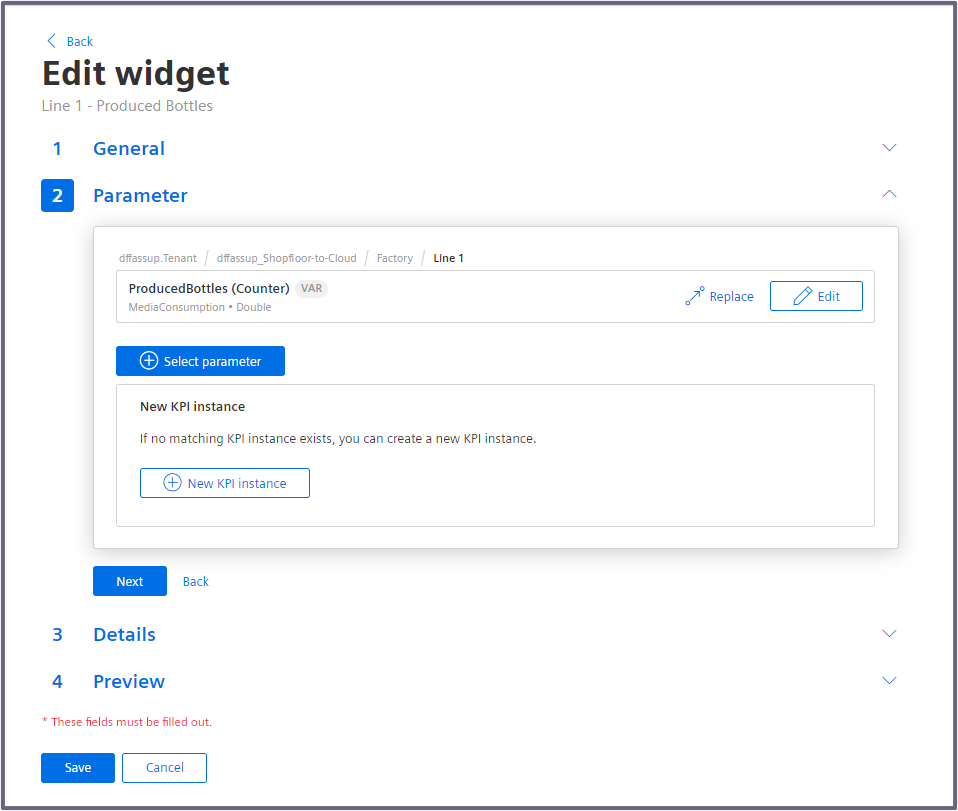 Back
Edit widget
Line 1 - Produced Bottles
1 General
2 Parameter
dffassup.Tenant / dffassup_Shopfloor-to-Cloud / Factory / LIne 1
ProducedBottles (Counter) VAR
MediaConsumption • Double
Replace
Edit
Select parameter
New KPI instance
If no matching KPI instance exists, you can create a new KPI instance.
New KPI instance
Next Back
3 Details
4 Preview
* These fields must be filled out.
Save Cancel